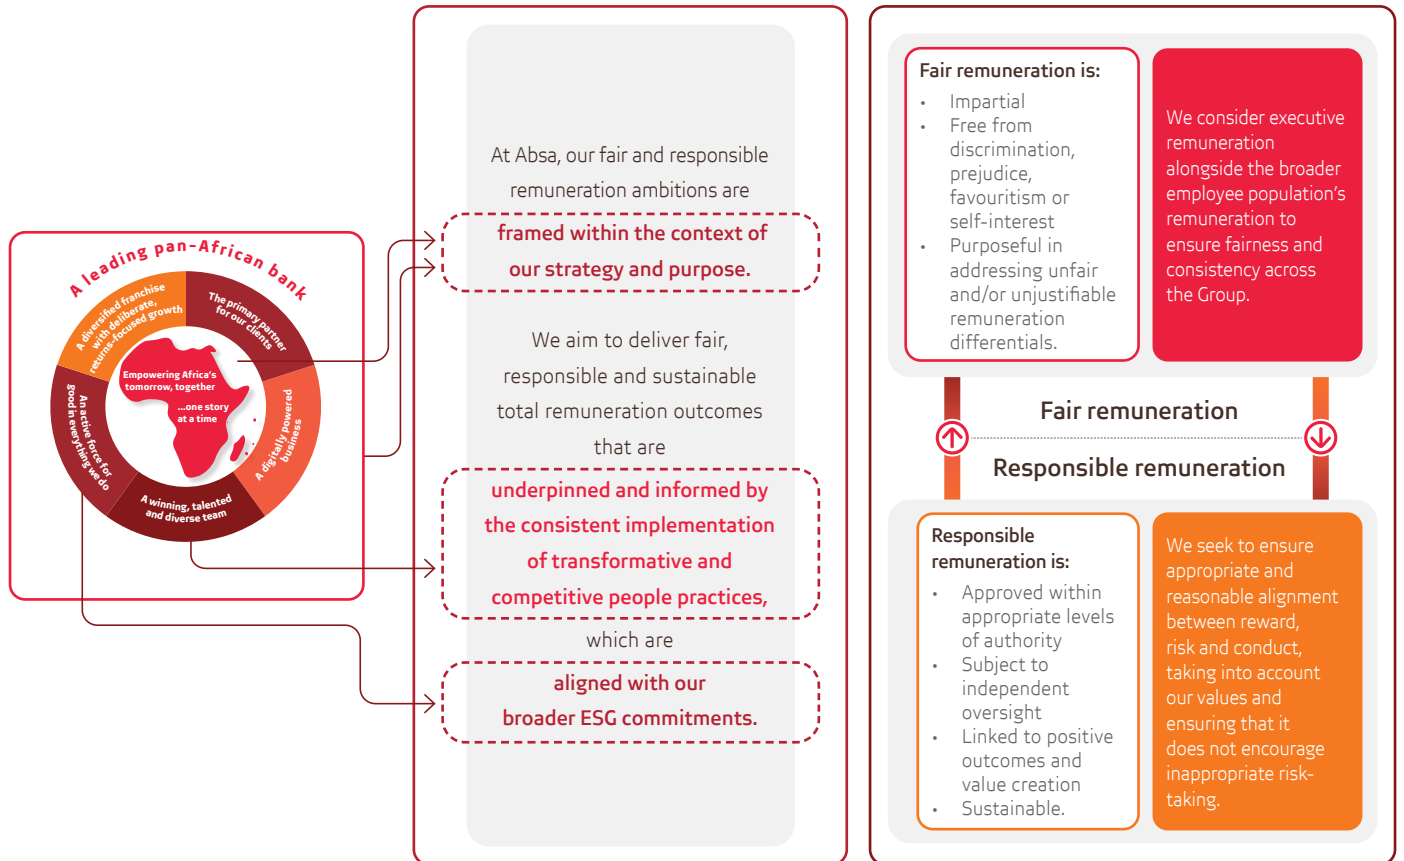 A leading pan-African bank
A diversified franchise
with deliberate,
returns-focused growth
The primary partner
for our clients
A digitally powered
business
A winning, talented
and diverse team
An active force for
good in everything we do
Empowering Africa's
tomorrow, together
...one story
at a time
At Absa, our fair and responsible
remuneration ambitions are
framed within the context of
our strategy and purpose.
We aim to deliver fair,
responsible and sustainable
total remuneration outcomes
that are
underpinned and informed by
the consistent implementation
of transformative and
competitive people practices,
which are
aligned with our
broader ESG commitments.
Fair remuneration is:
• Impartial
• Free from
discrimination,
prejudice,
favouritism or
self-interest
• Purposeful in
addressing unfair
and/or unjustifiable
remuneration
differentials.
We consider executive
remuneration
alongside the broader
employee population's
remuneration to
ensure fairness and
consistency across
the Group.
Fair remuneration
Responsible remuneration
Responsible
remuneration is:
• Approved within
appropriate levels
of authority
• Subject to
independent
oversight
• Linked to positive
outcomes and
value creation
• Sustainable.
We seek to ensure
appropriate and
reasonable alignment
between reward,
risk and conduct,
taking into account
our values and
ensuring that it
does not encourage
inappropriate risk-
taking.